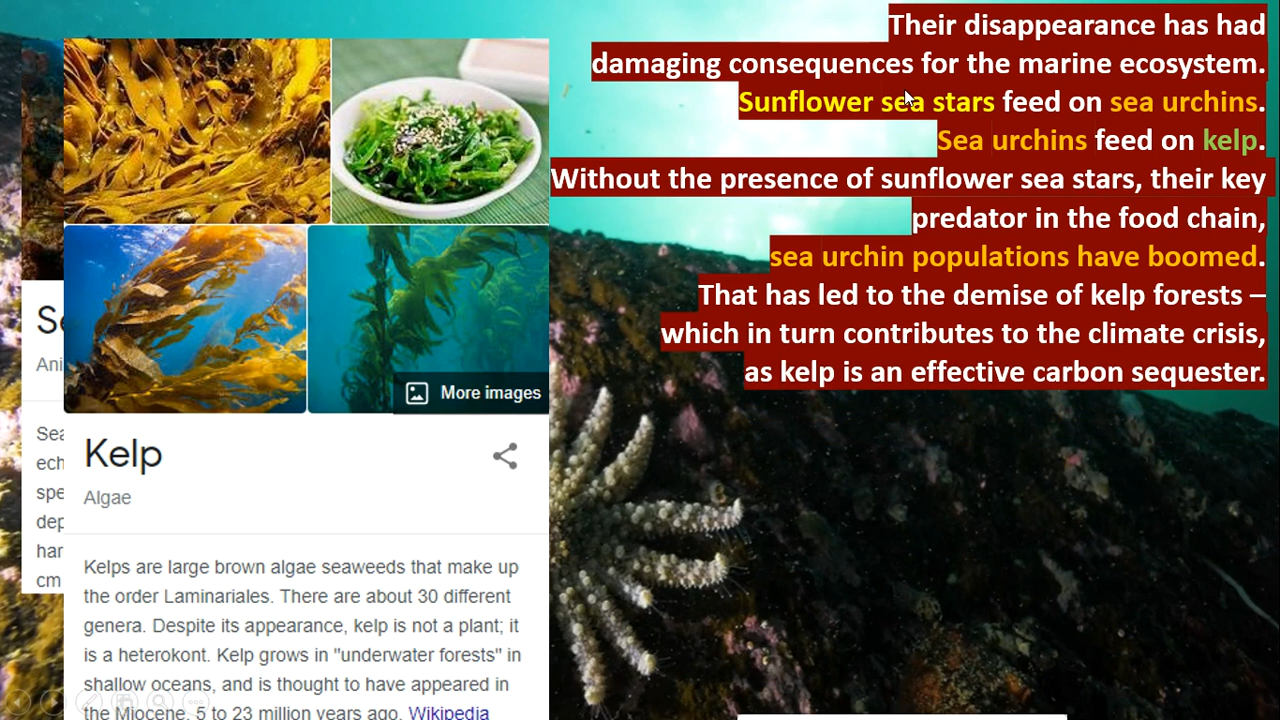 Their disappearance has had
damaging consequences for the marine ecosystem.
Sunflower sea stars feed on sea urchins.
Sea urchins feed on kelp.
Without the presence of sunflower sea stars, their key
predator in the food chain,
sea urchin populations have boomed.
That has led to the demise of kelp forests –
which in turn contributes to the climate crisis,
as kelp is an effective carbon sequester.
More images
Kelp
Algae
Kelps are large brown algae seaweeds that make up
the order Laminariales. There are about 30 different
genera. Despite its appearance, kelp is not a plant; it
is a heterokont. Kelp grows in "underwater forests" in
shallow oceans, and is thought to have appeared in
the Miocene, 5 to 23 million years ago. Wikipedia